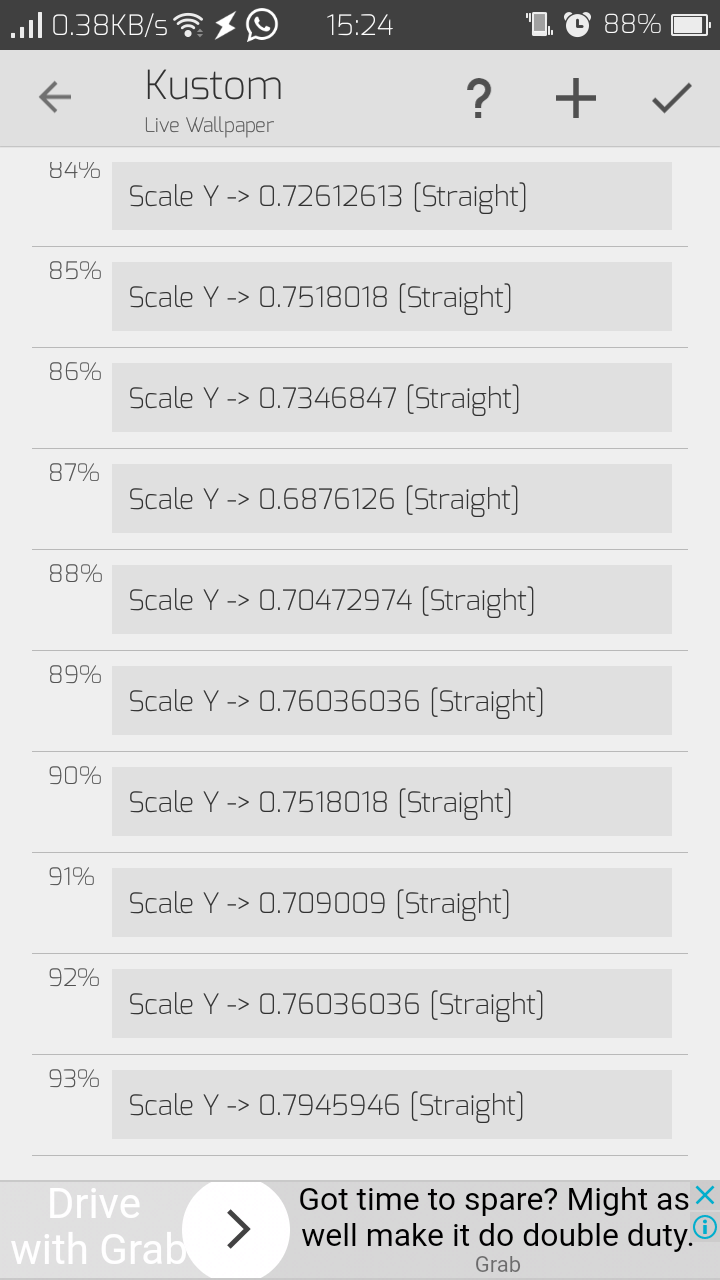 0.38KB/s 15:24 88%
Kustom
Live Wallpaper
84%
Scale Y -> 0.72612613 (Straight)
85%
Scale Y -> 0.7518018 (Straight)
86%
Scale Y -> 0.7346847 (Straight)
87%
Scale Y -> 0.6876126 (Straight)
88%
Scale Y -> 0.70472974 (Straight)
89%
Scale Y -> 0.76036036 (Straight)
90%
Scale Y -> 0.7518018 (Straight)
91%
Scale Y -> 0.709009 (Straight)
92%
Scale Y -> 0.76036036 (Straight)
93%
Scale Y -> 0.7945946 (Straight)
Drive
with Grab
Got time to spare? Might as
well make it do double duty.
Grab